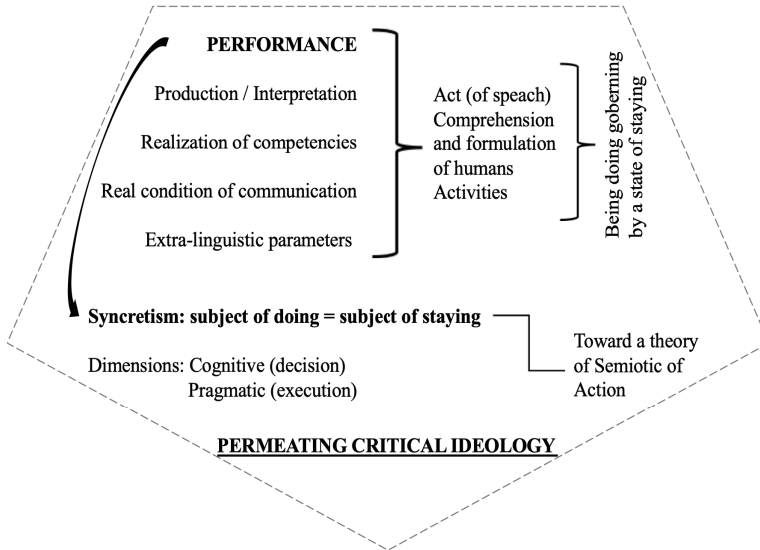 PERFORMANCE
Production / Interpretation
Realization of competencies
Real condition of communication
Extra-linguistic parameters
Act (of speach)
Comprehension
and formulation
of humans
Activities
Being doing goberning
by a state of staying
Syncretism: subject of doing = subject of staying
Dimensions: Cognitive (decision)
Pragmatic (execution)
Toward a theory
of Semiotic of
Action
PERMEATING CRITICAL IDEOLOGY